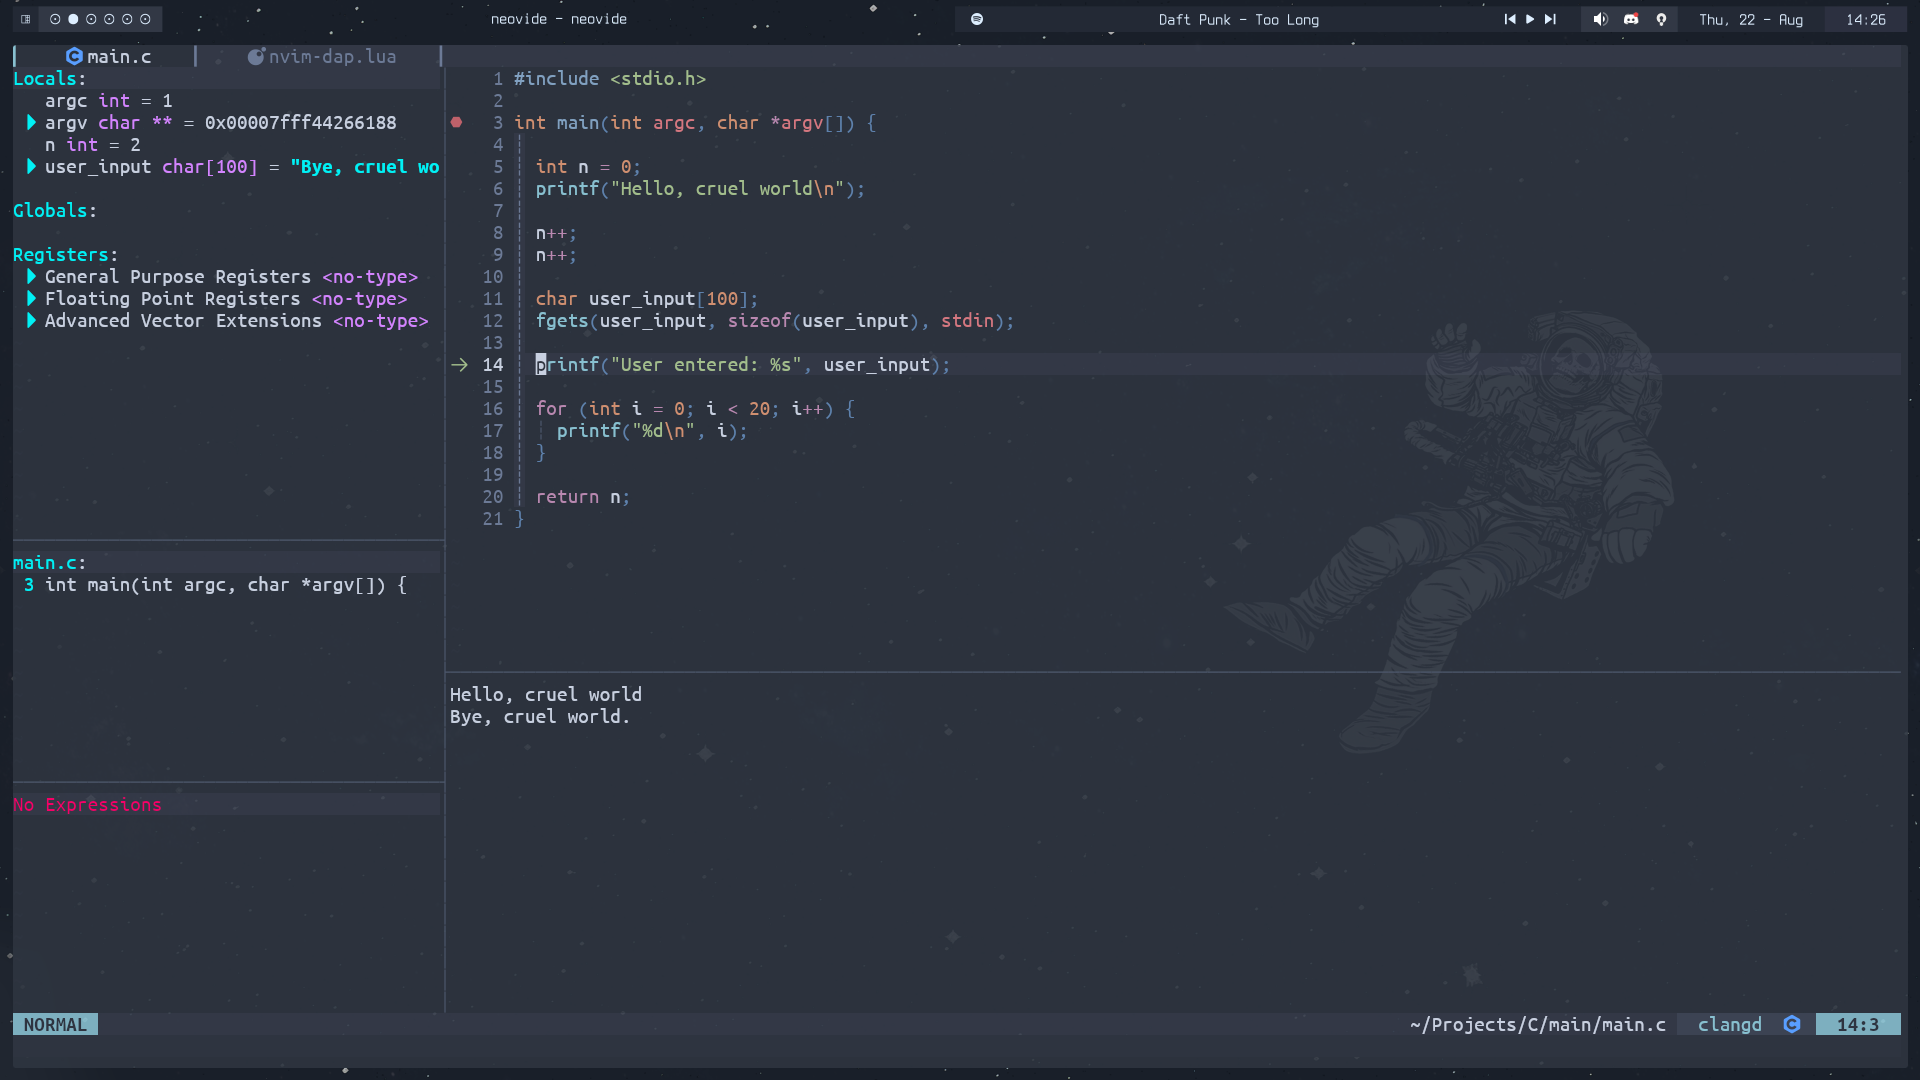 neovide - neovide
Daft Punk - Too Long
Thu, 22 - Aug
14:26
main.c
nvim-dap.lua
Locals:
argc int = 1
argv char ** = 0x00007fff44266188
n int = 2
user_input char[100] = "Bye, cruel wo
Globals:
Registers:
General Purpose Registers <no-type>
Floating Point Registers <no-type>
Advanced Vector Extensions <no-type>
main.c:
3 int main(int argc, char *argv[]) {
No Expressions
1 #include <stdio.h>
2
3 int main(int argc, char *argv[]) {
4
5 int n = 0;
6 printf("Hello, cruel world\n");
7
8 n++;
9 n++;
10
11 char user_input[100];
12 fgets(user_input, sizeof(user_input), stdin);
13
14 printf("User entered: %s", user_input);
15
16 for (int i = 0; i < 20; i++) {
17 printf("%d\n", i);
18 }
19
20 return n;
21 }
Hello, cruel world
Bye, cruel world.
NORMAL
~/Projects/C/main/main.c
clangd
14:3